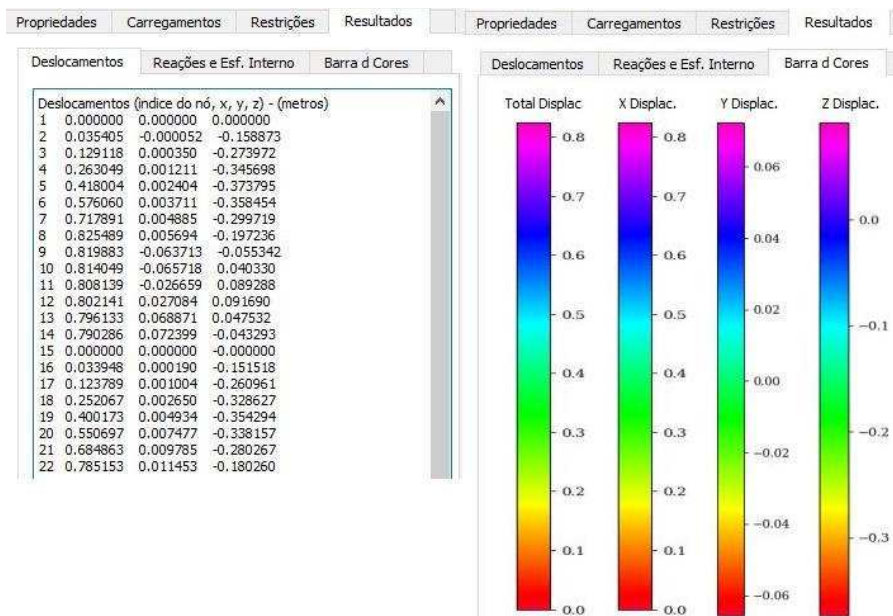 Propriedades Carregamentos Restrições Resultados
Deslocamentos Reações e Esf. Interno Barra d Cores
Deslocamentos (indice do nó, x, y, z) - (metros)
1 0.000000 0.000000 0.000000
2 0.035405 -0.000052 -0.158873
3 0.129118 0.000350 -0.273972
4 0.263049 0.001211 -0.345698
5 0.418004 0.002404 -0.373795
6 0.576060 0.003711 -0.358454
7 0.717891 0.004885 -0.299719
8 0.825489 0.005694 -0.197236
9 0.819883 -0.063713 -0.055342
10 0.814049 -0.065718 0.040330
11 0.808139 -0.026659 0.089288
12 0.802141 0.027084 0.091690
13 0.796133 0.068871 0.047532
14 0.790286 0.072399 -0.043293
15 0.000000 0.000000 -0.000000
16 0.033948 0.000190 -0.151518
17 0.123789 0.001004 -0.260961
18 0.252067 0.002650 -0.328627
19 0.400173 0.004934 -0.354294
20 0.550697 0.007477 -0.338157
21 0.684863 0.009785 -0.280267
22 0.785153 0.011453 -0.180260
Propriedades Carregamentos Restrições Resultados
Deslocamentos Reações e Esf. Interno Barra d Cores
Total Displac X Displac. Y Displac. Z Displac.
0.8
0.7
0.6
0.5
0.4
0.3
0.2
0.1
0.0
0.8
0.7
0.6
0.5
0.4
0.3
0.2
0.1
0.0
0.06
0.04
0.02
0.00
-0.02
-0.04
-0.06
0.0
-0.1
-0.2
-0.3